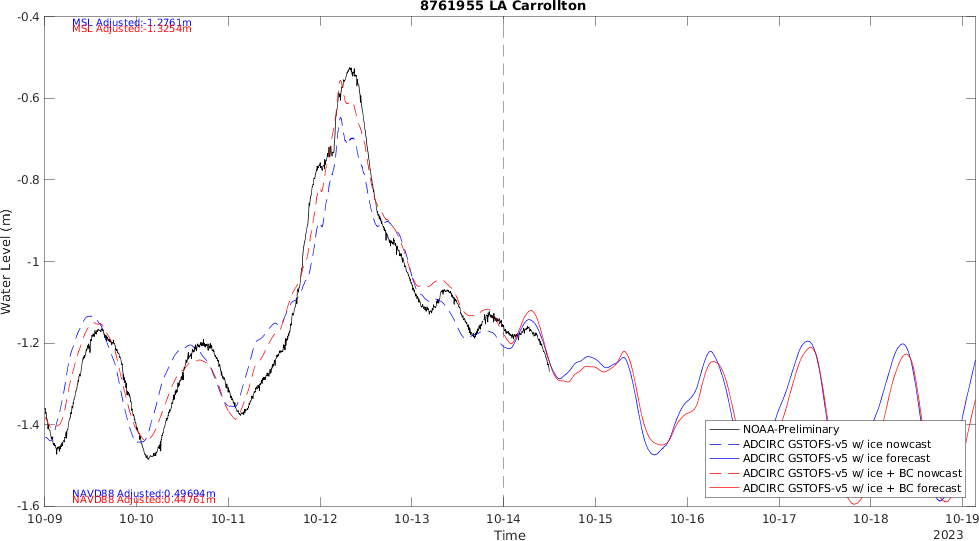 8761955 LA Carrollton
MSL Adjusted:-1.2761m
MSL Adjusted:-1.3254m
-0.4
-0.6
-0.8
-1
-1.2
-1.4
-1.6
Water Level (m)
NAVD88 Adjusted:0.49694m
NAVD88 Adjusted:0.44761m
NOAA-Preliminary
ADCIRC GSTOFS-v5 w/ ice nowcast
ADCIRC GSTOFS-v5 w/ ice forecast
ADCIRC GSTOFS-v5 w/ ice + BC nowcast
ADCIRC GSTOFS-v5 w/ ice + BC forecast
10-09 10-10 10-11 10-12 10-13 10-14 10-15 10-16 10-17 10-18 10-19
Time
2023